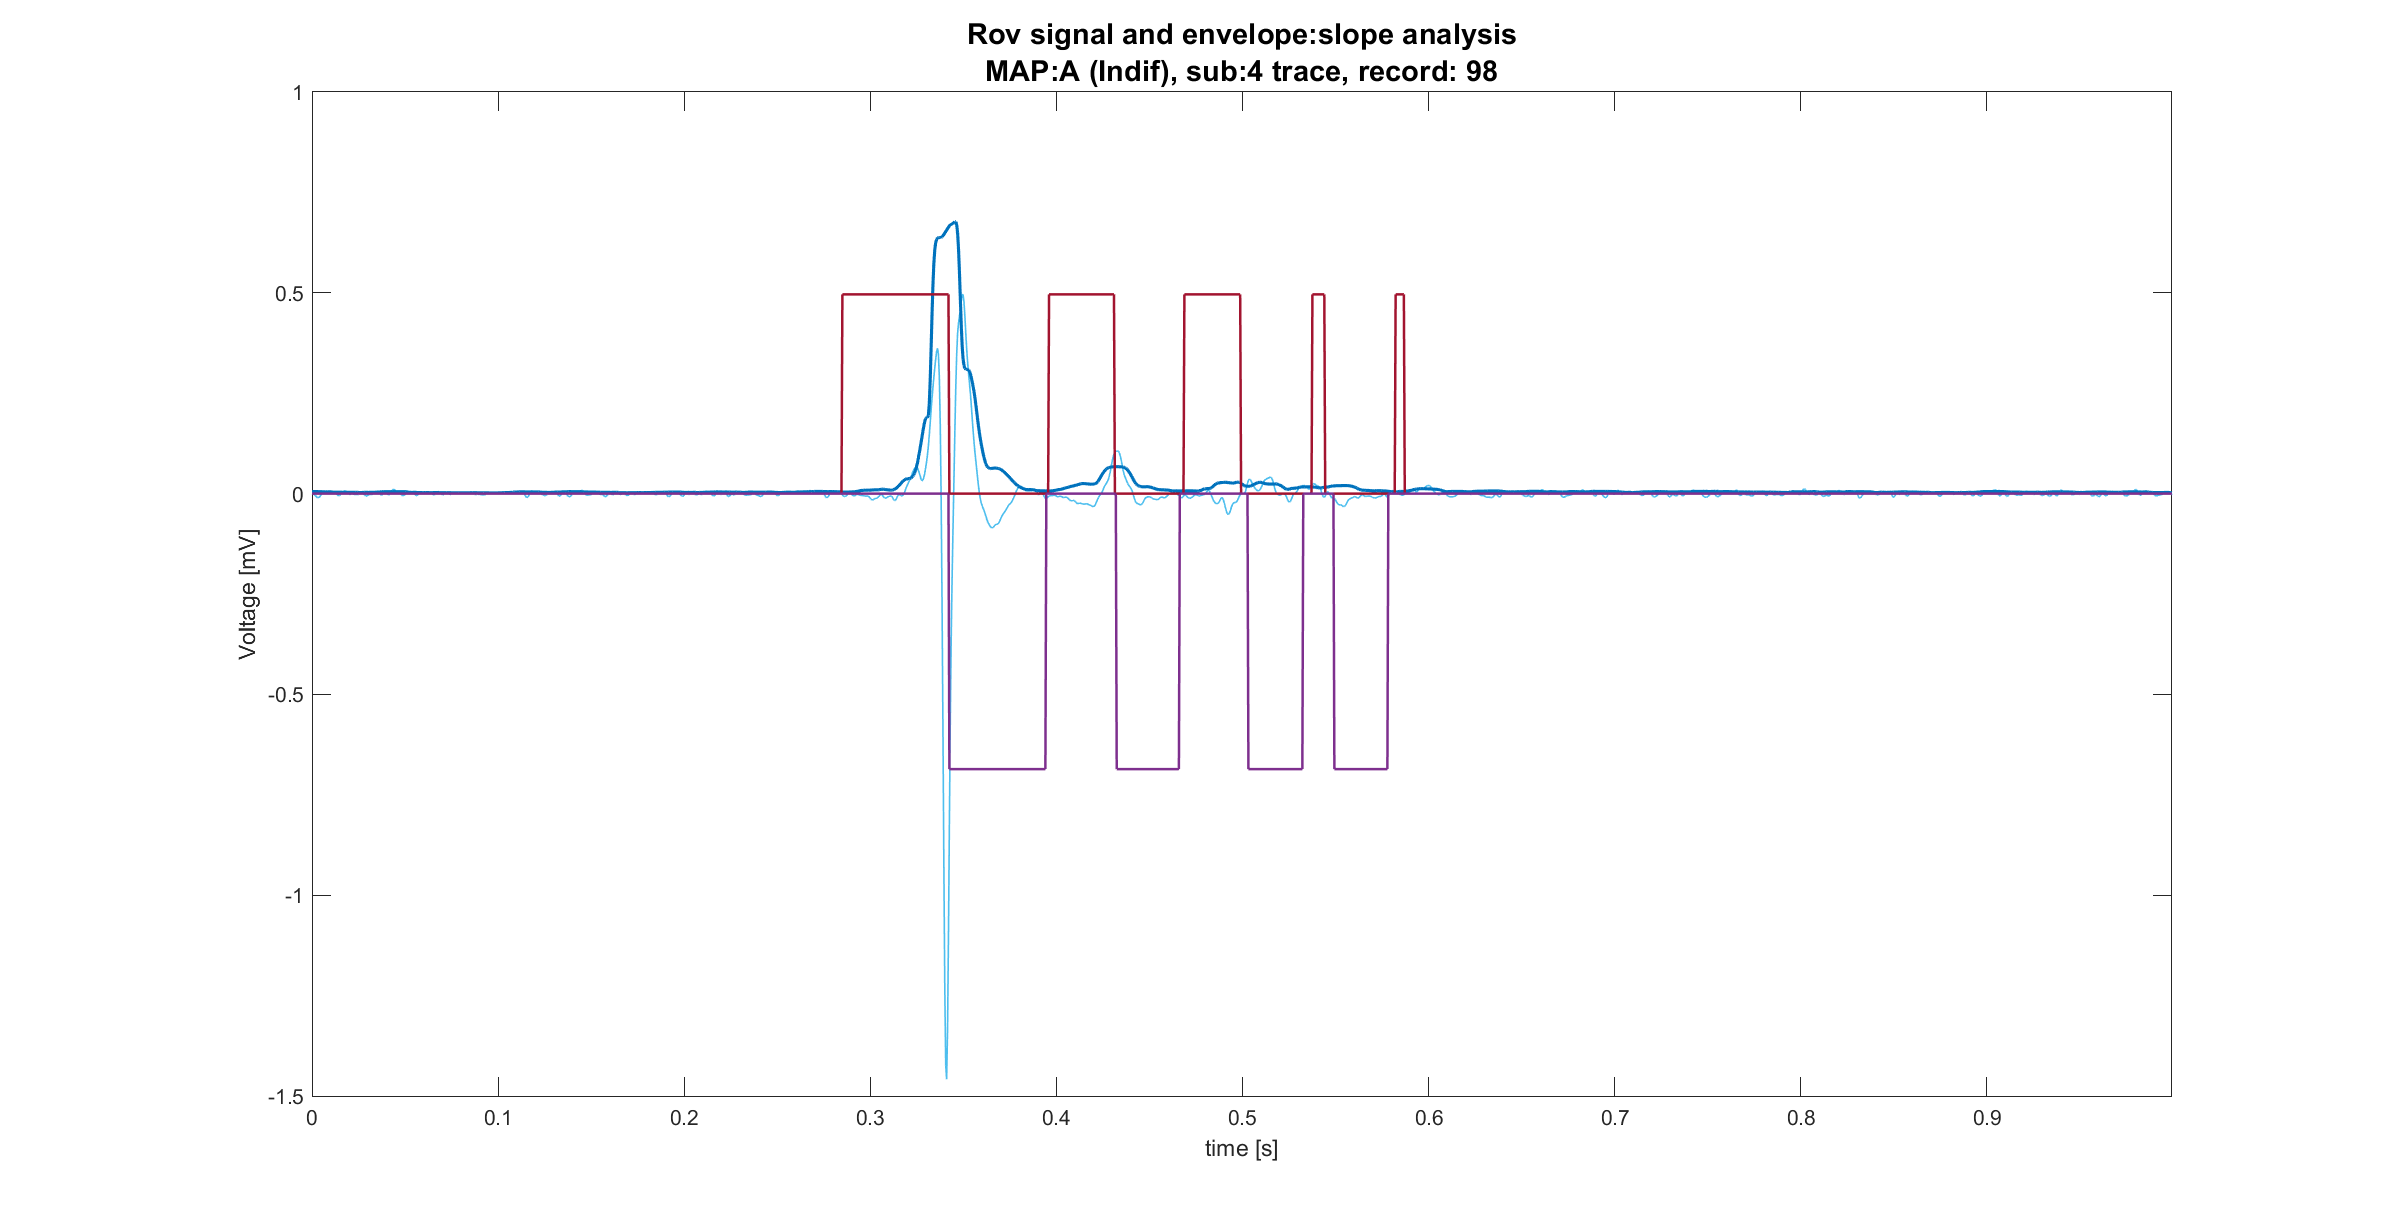 Rov signal and envelope:slope analysis
MAP:A (Indif), sub:4 trace, record: 98
1
0.5
0
-0.5
-1
-1.5
Voltage [mV]
0 0.1 0.2 0.3 0.4 0.5 0.6 0.7 0.8 0.9
time [s]